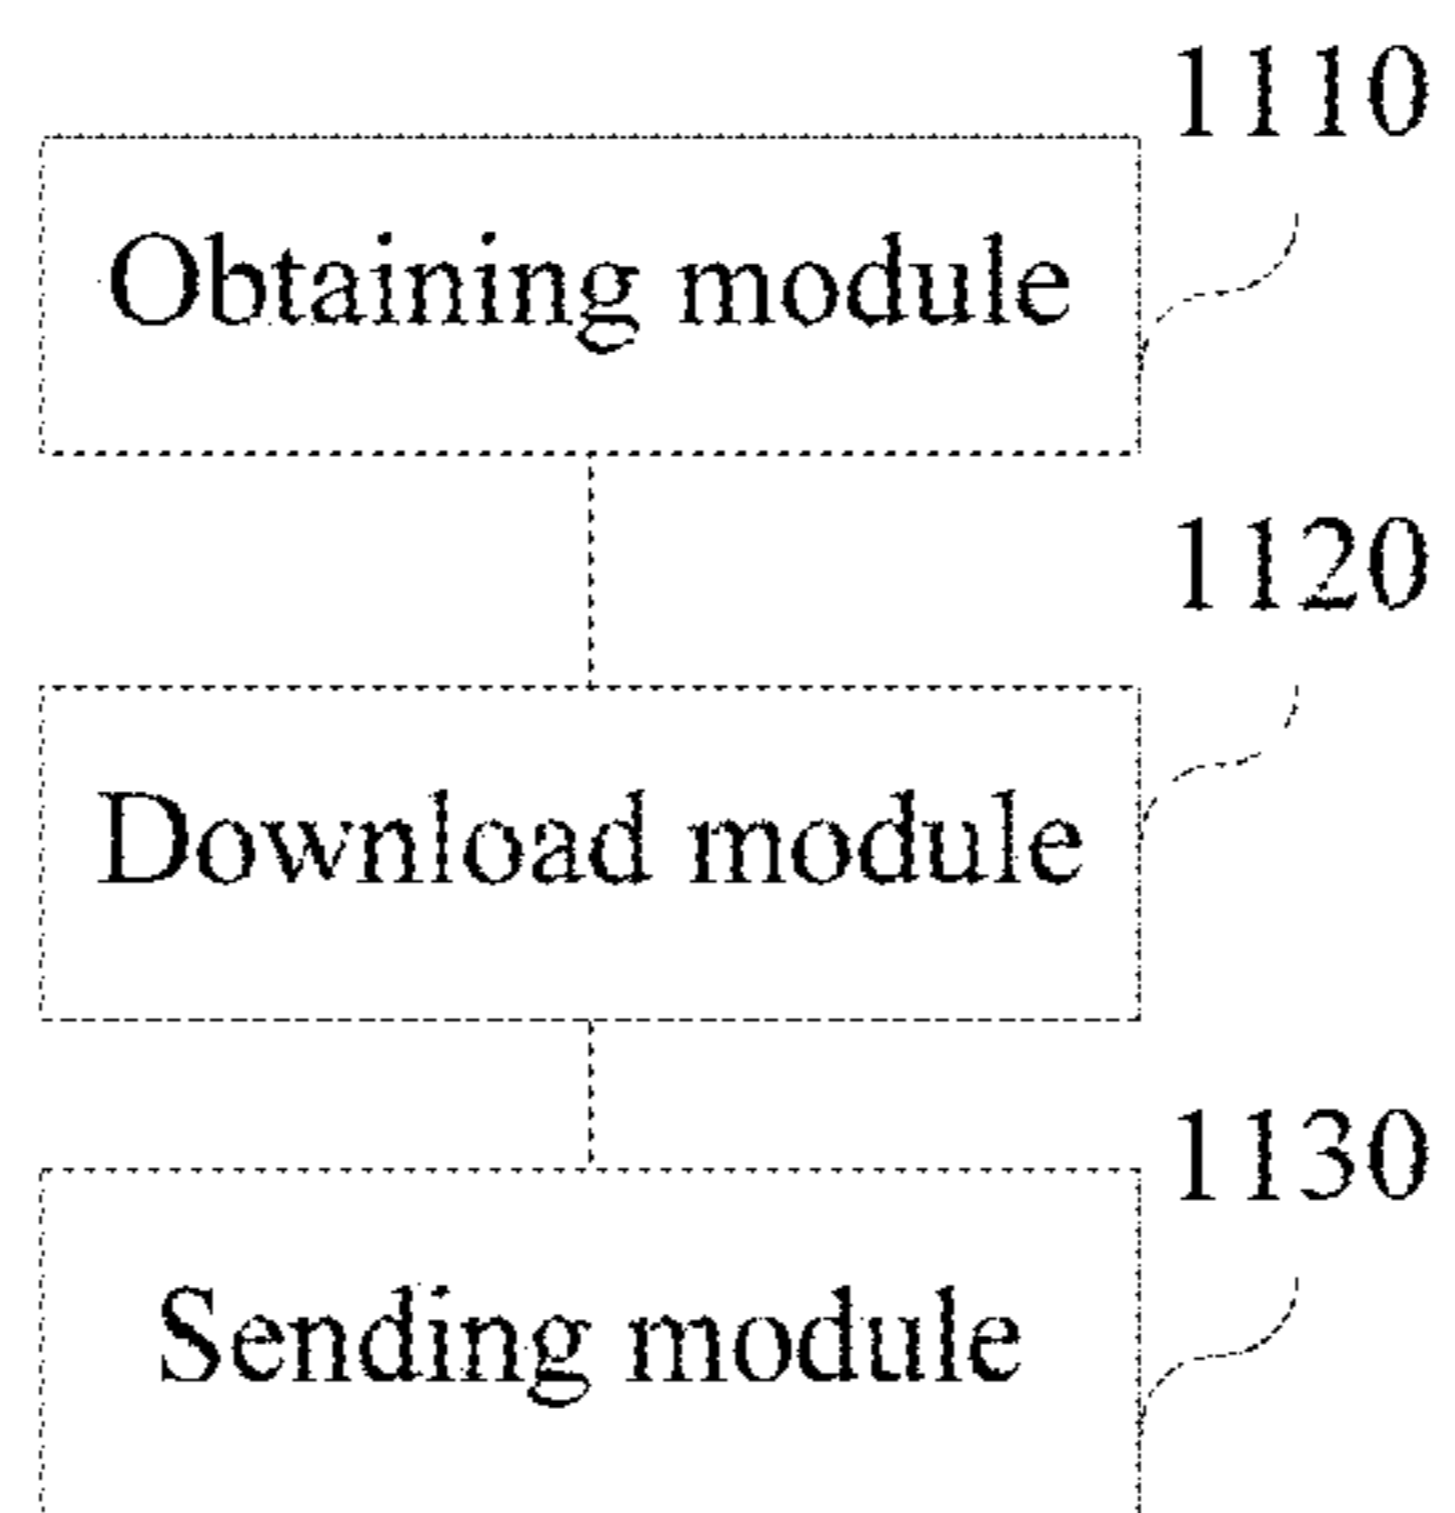 1110
Obtaining module
1120
Download module
1130
Sending module